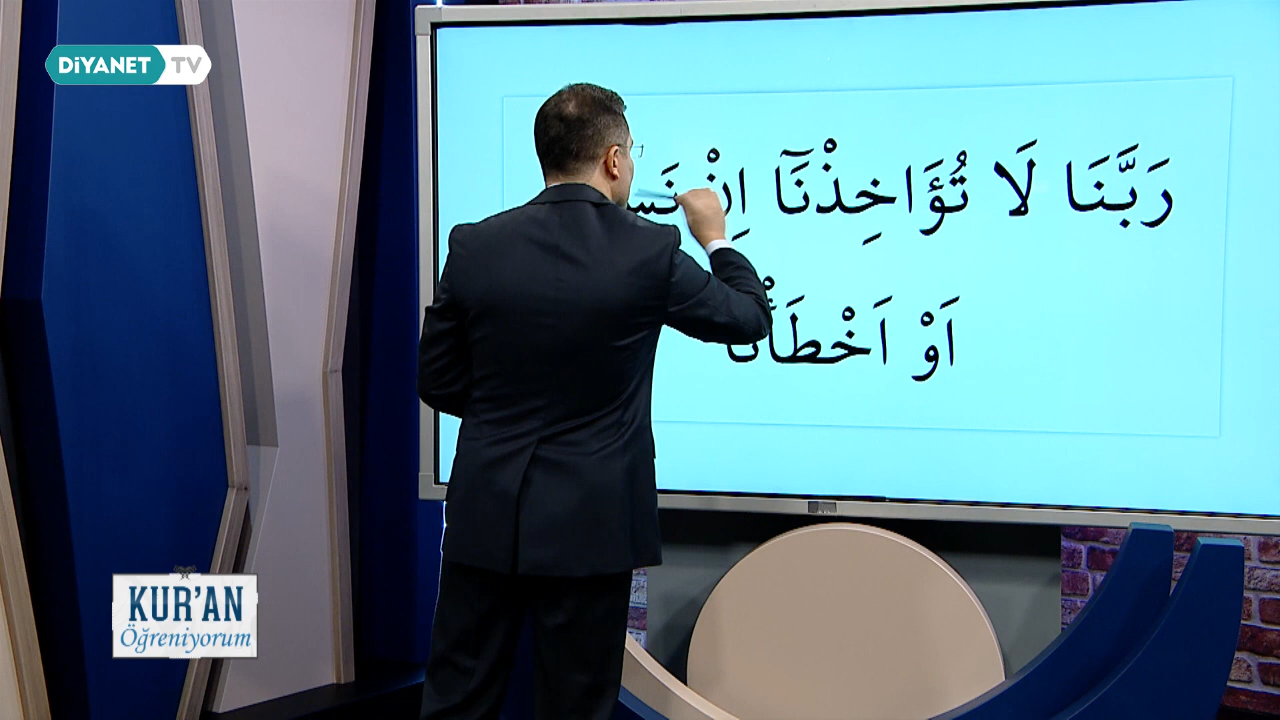 DİYANET TV
رَبَّنَا لَا تُؤَاخِذْنَٓا اِنْ
اَوْ اَخْطَأْنَا
KUR'AN
Öğreniyorum